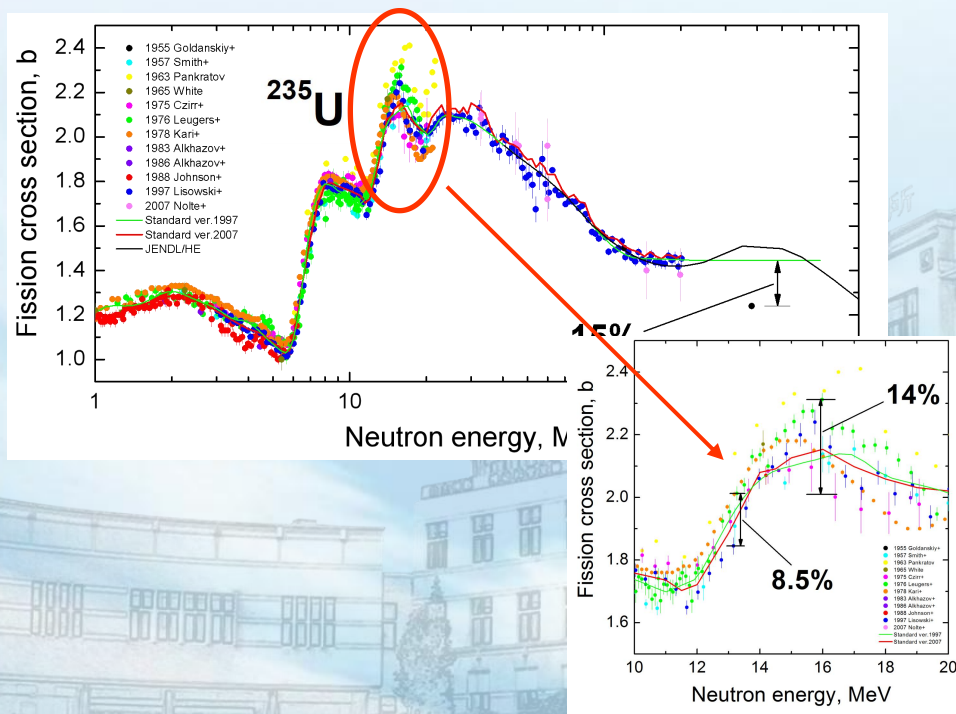 Fission cross section, b
2.4
2.2
2.0
1.8
1.6
1.4
1.2
1.0
1955 Goldanskiy+
1957 Smith+
1963 Pankratov
1965 White
1975 Czirr+
1976 Leugers+
1978 Kari+
1983 Alkhazov+
1986 Alkhazov+
1988 Johnson+
1997 Lisowski+
2007 Nolte+
Standard ver.1997
Standard ver.2007
JENDL/HE
235U
15%
1
10
Neutron energy, M
Fission cross section, b
2.4
2.2
2.0
1.8
1.6
14%
8.5%
1955 Goldanskiy+
1957 Smith+
1963 Pankratov
1965 White
1975 Czirr+
1976 Leugers+
1978 Kari+
1983 Alkhazov+
1986 Alkhazov+
1988 Johnson+
1997 Lisowski+
2007 Nolte+
Standard ver.1997
Standard ver.2007
10
12
14
16
18
20
Neutron energy, MeV